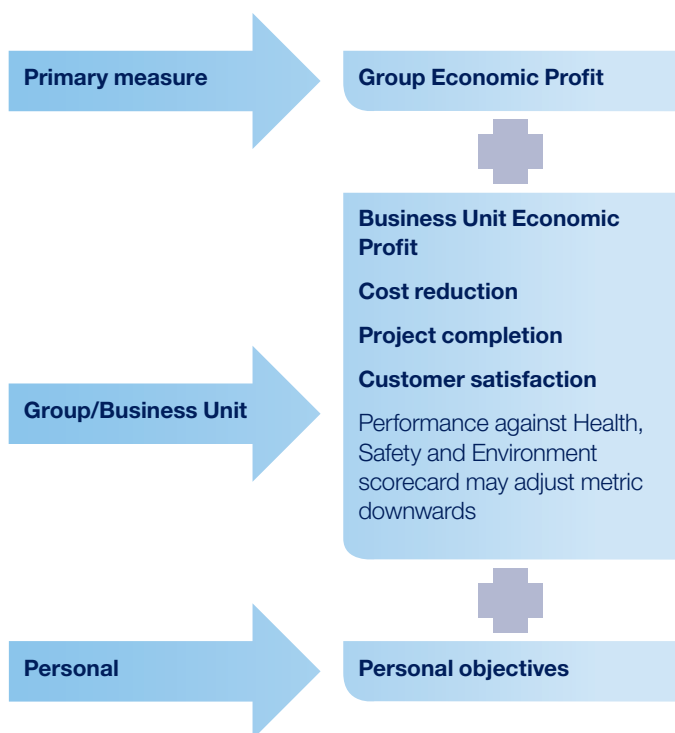 Primary measure
Group Economic Profit
Business Unit Economic
Profit
Cost reduction
Project completion
Customer satisfaction
Group/Business Unit
Performance against Health,
Safety and Environment
scorecard may adjust metric
downwards
Personal
Personal objectives